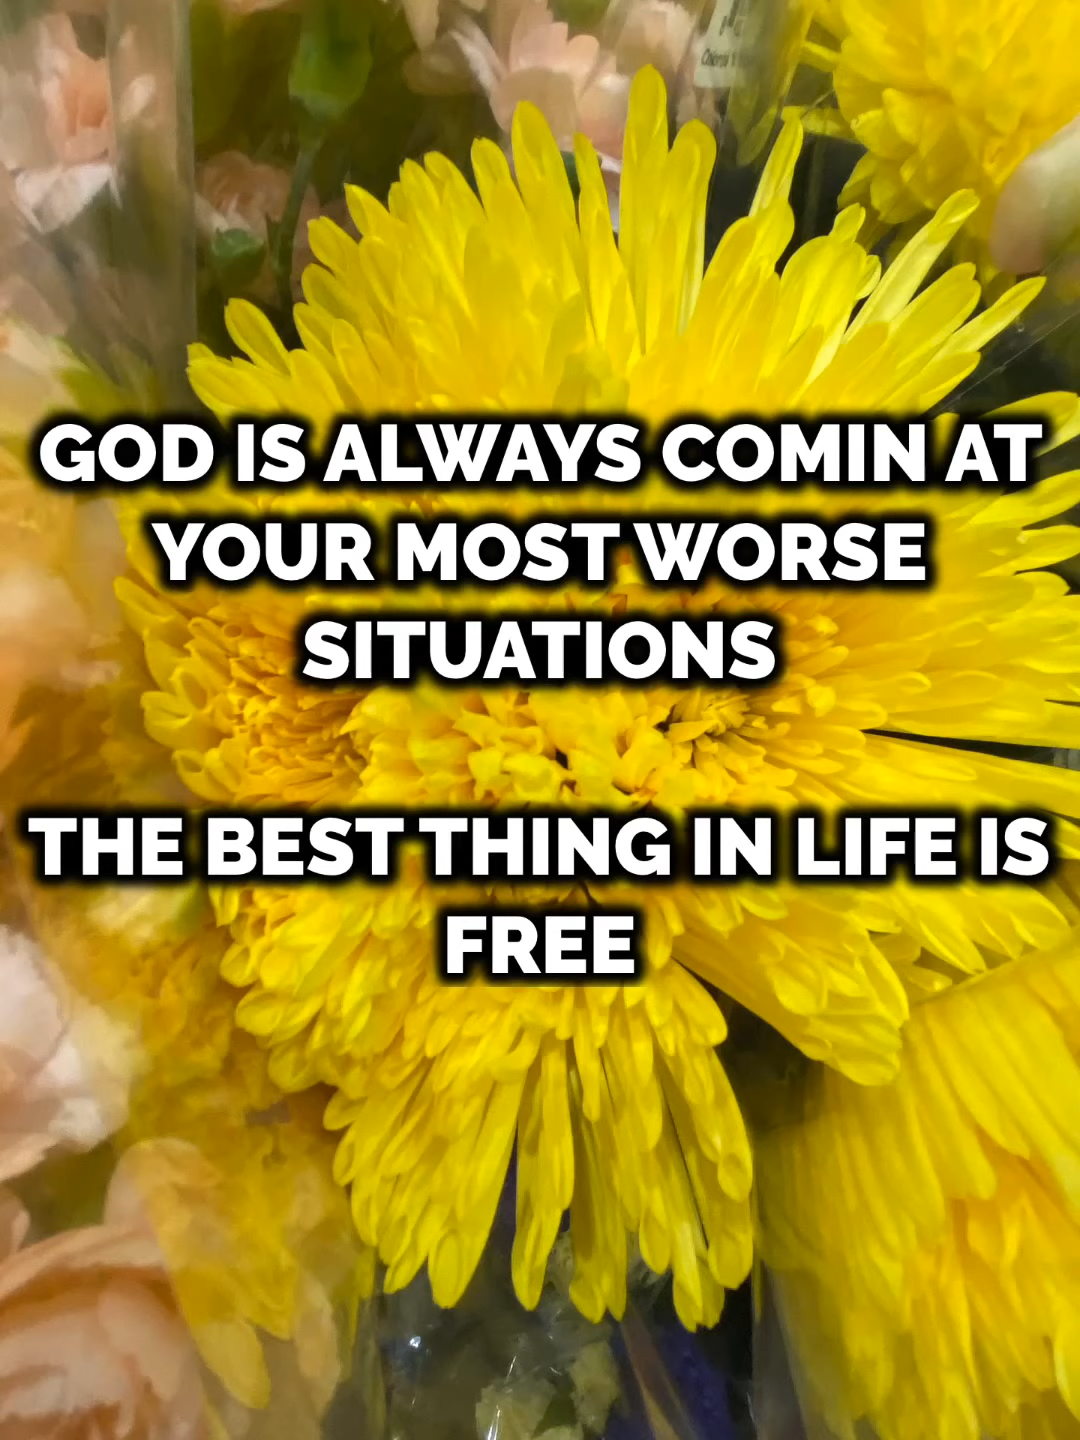 GOD IS ALWAYS COMIN AT
YOUR MOST WORSE
SITUATIONS
THE BEST THING IN LIFE IS
FREE